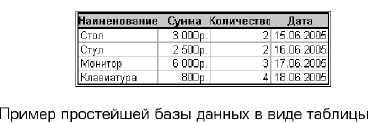 Наименование Сумма Количество Дата
Стол 3 000р. 2 15.06.2005
Стул 2 500р. 2 16.06.2005
Монитор 6 000р. 3 17.06.2005
Клавиатура 800р. 4 18.06.2005
Пример простейшей базы данных в виде таблицы